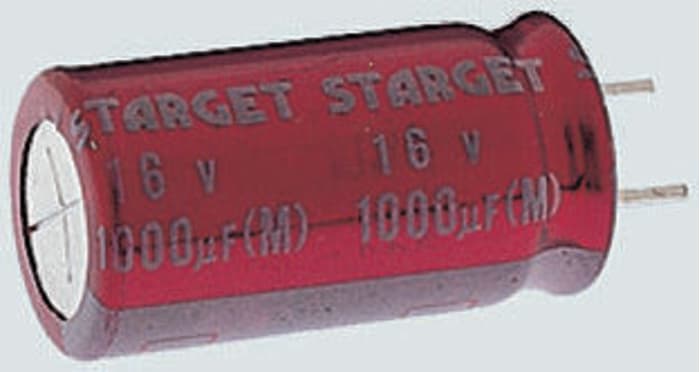 STARGET STARGET
16 v 16 v
1000µF(M) 1000µF(M)